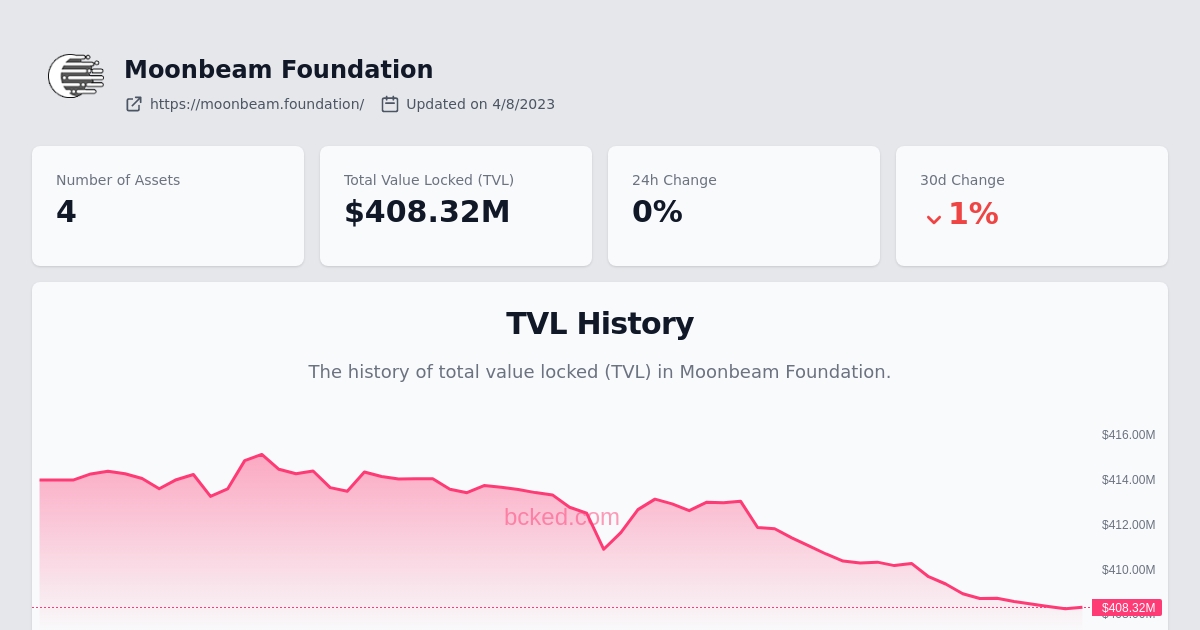 Moonbeam Foundation
https://moonbeam.foundation/ Updated on 4/8/2023
Number of Assets
4
Total Value Locked (TVL)
$408.32M
24h Change
0%
30d Change
1%
TVL History
The history of total value locked (TVL) in Moonbeam Foundation.
$416.00M
$414.00M
bcked.com
$412.00M
$410.00M
$408.32M